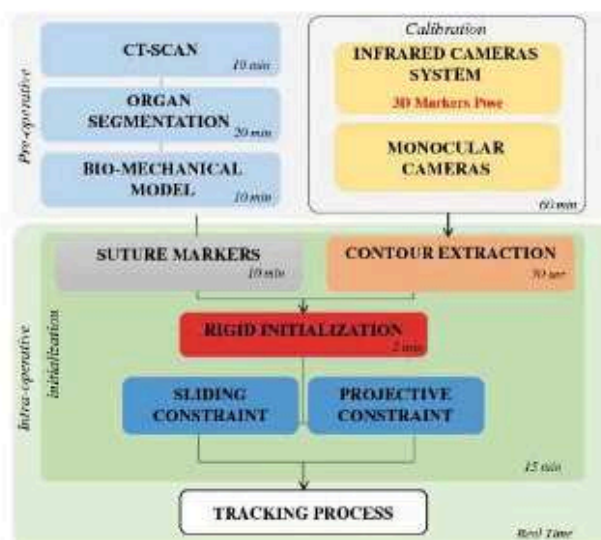 Pre-operative
CT-SCAN
10 min
ORGAN
SEGMENTATION
20 min
BIO-MECHANICAL
MODEL
10 min
Calibration
INFRARED CAMERAS
SYSTEM
3D Markers Pose
MONOCULAR
CAMERAS
60 min
Intra-operative
initialization
SUTURE MARKERS
10 min
CONTOUR EXTRACTION
RIGID INITIALIZATION
2 min
SLIDING
CONSTRAINT
PROJECTIVE
CONSTRAINT
15 min
TRACKING PROCESS
Real Time